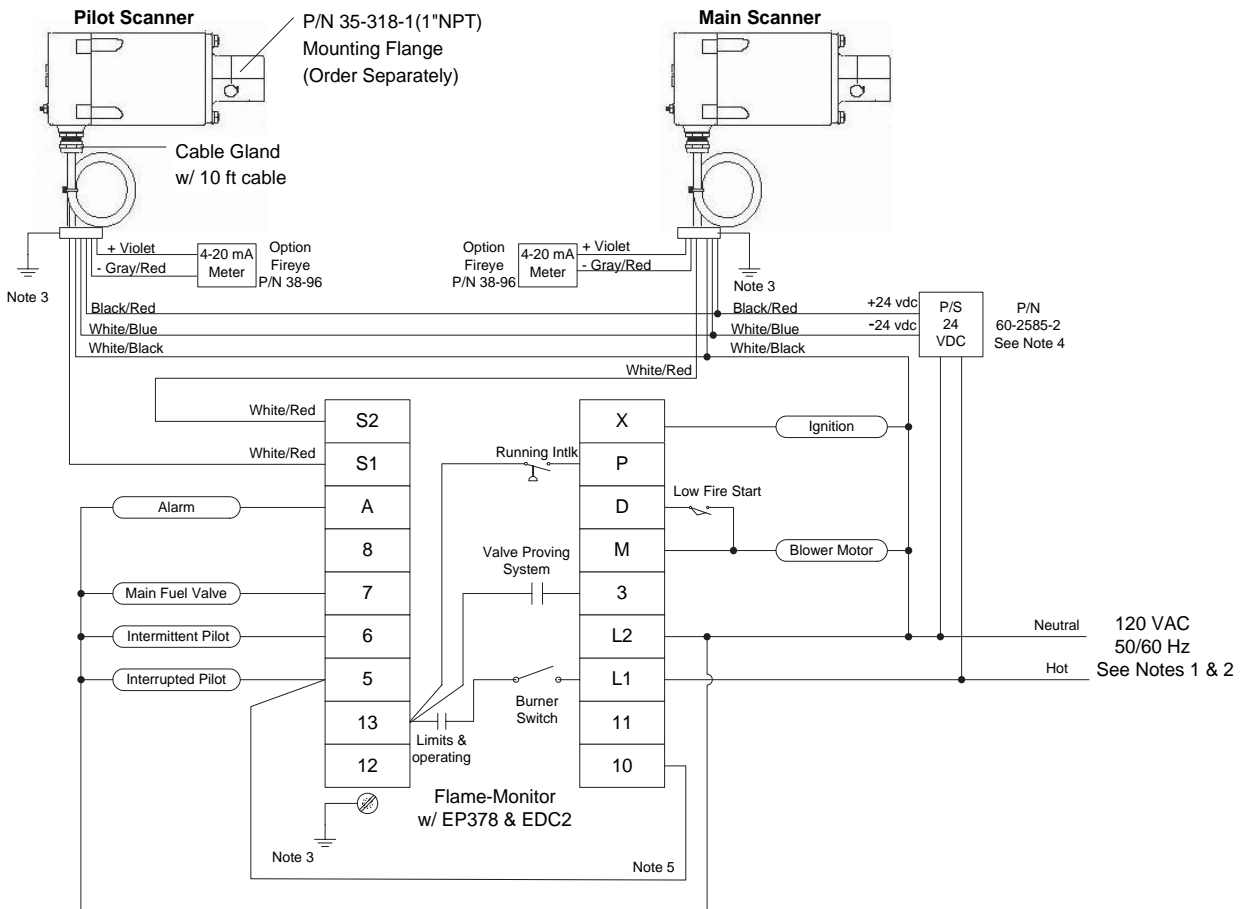 Pilot Scanner
P/N 35-318-1(1"NPT)
Mounting Flange
(Order Separately)
Main Scanner
Cable Gland
w/ 10 ft cable
+ Violet
- Gray/Red
4-20 mA
Meter
Option
Fireye
P/N 38-96
Option
Fireye
P/N 38-96
4-20 mA
Meter
+ Violet
- Gray/Red
Note 3
Note 3
Black/Red
White/Blue
White/Black
Black/Red
White/Blue
White/Black
+24 vdc
-24 vdc
P/S
24
VDC
P/N
60-2585-2
See Note 4
White/Red
White/Red
White/Red
S2
S1
A
8
7
6
5
13
12
Alarm
Main Fuel Valve
Intermittent Pilot
Interrupted Pilot
Running Intlk
Valve Proving
System
Burner
Switch
Limits &
operating
X
P
D
M
3
L2
L1
11
10
Ignition
Low Fire Start
Blower Motor
Neutral
Hot
120 VAC
50/60 Hz
See Notes 1 & 2
Flame-Monitor
w/ EP378 & EDC2
Note 3
Note 5